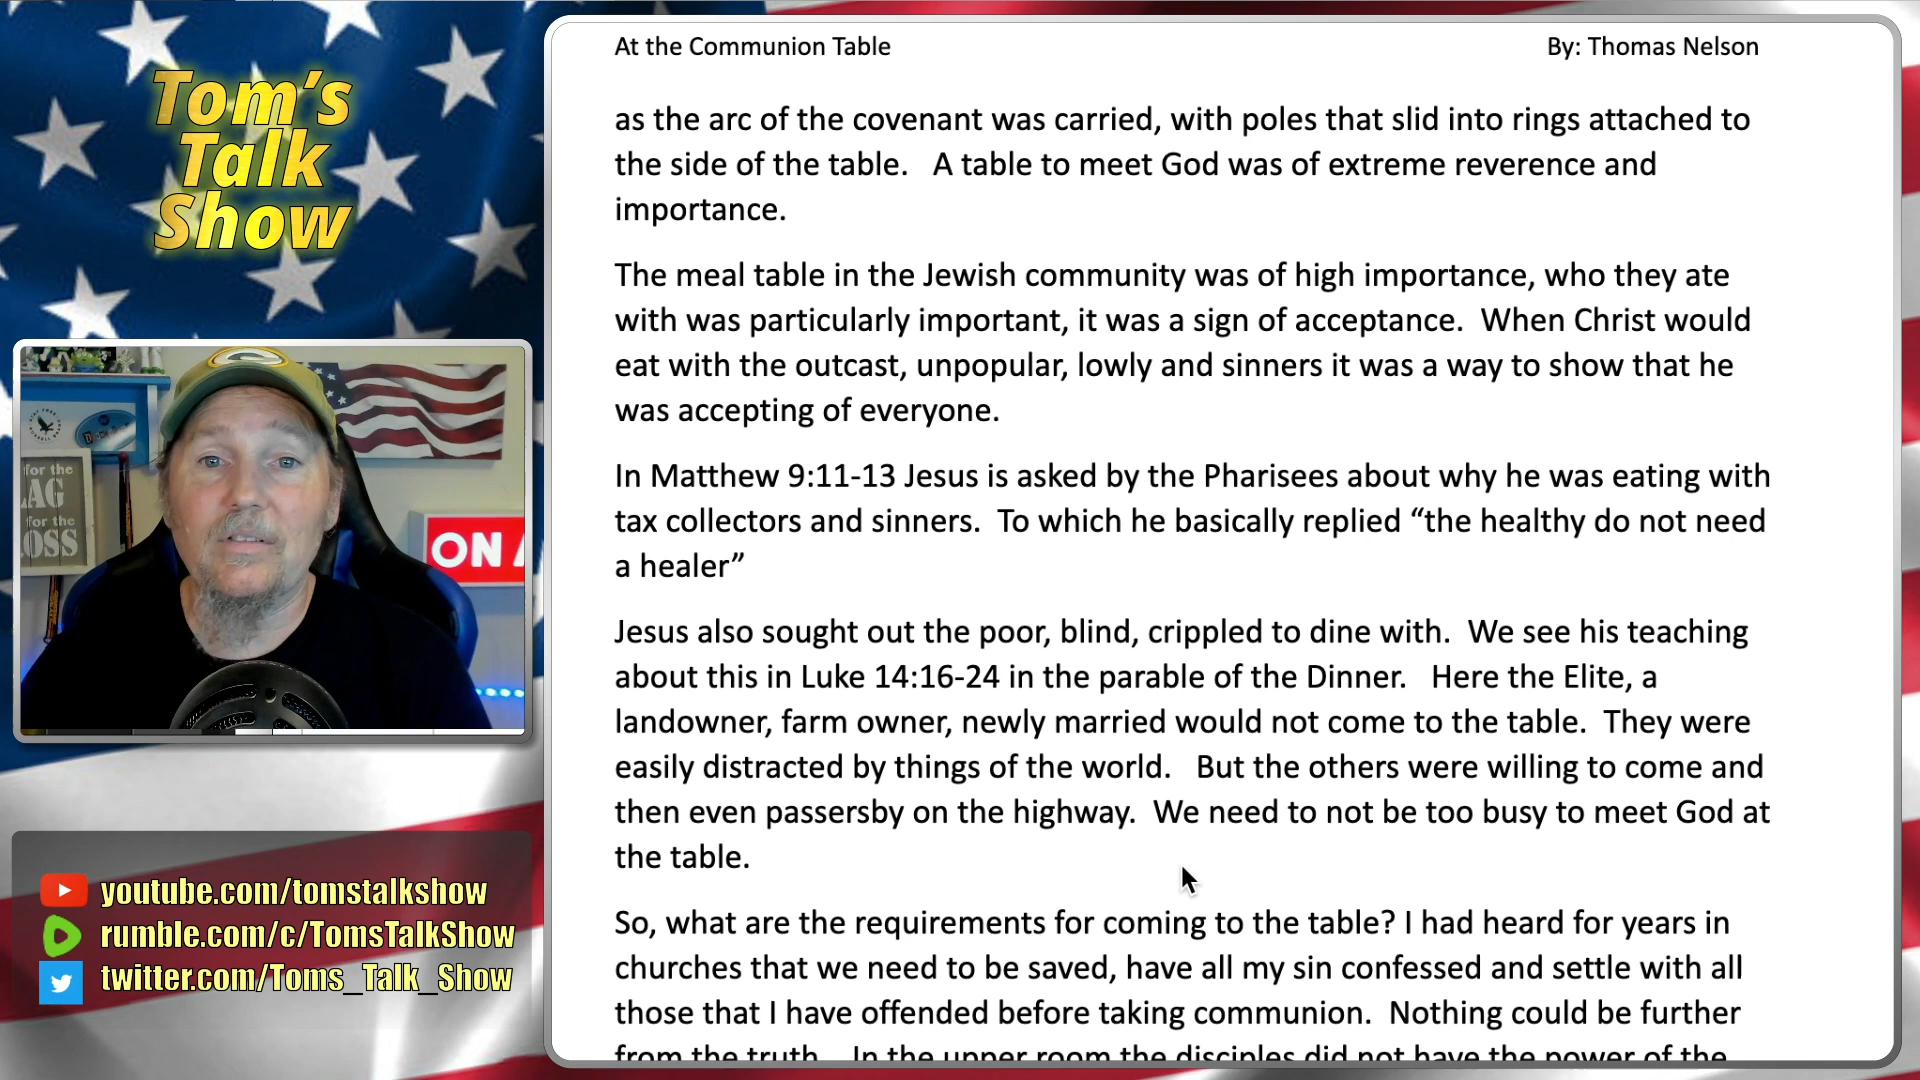 Tom's
Talk
Show
At the Communion Table
By: Thomas Nelson
as the arc of the covenant was carried, with poles that slid into rings attached to
the side of the table.   A table to meet God was of extreme reverence and
importance.
The meal table in the Jewish community was of high importance, who they ate
with was particularly important, it was a sign of acceptance.  When Christ would
eat with the outcast, unpopular, lowly and sinners it was a way to show that he
was accepting of everyone.
In Matthew 9:11-13 Jesus is asked by the Pharisees about why he was eating with
tax collectors and sinners.  To which he basically replied “the healthy do not need
a healer”
Jesus also sought out the poor, blind, crippled to dine with.  We see his teaching
about this in Luke 14:16-24 in the parable of the Dinner.   Here the Elite, a
landowner, farm owner, newly married would not come to the table.  They were
easily distracted by things of the world.   But the others were willing to come and
then even passersby on the highway.  We need to not be too busy to meet God at
the table.
So, what are the requirements for coming to the table? I had heard for years in
churches that we need to be saved, have all my sin confessed and settle with all
those that I have offended before taking communion.  Nothing could be further
from the truth.   In the upper room the disciples did not have the power of the
for the
AG
for the
OSS
ON A
youtube.com/tomstalkshow
rumble.com/c/TomsTalkShow
twitter.com/Toms_Talk_Show